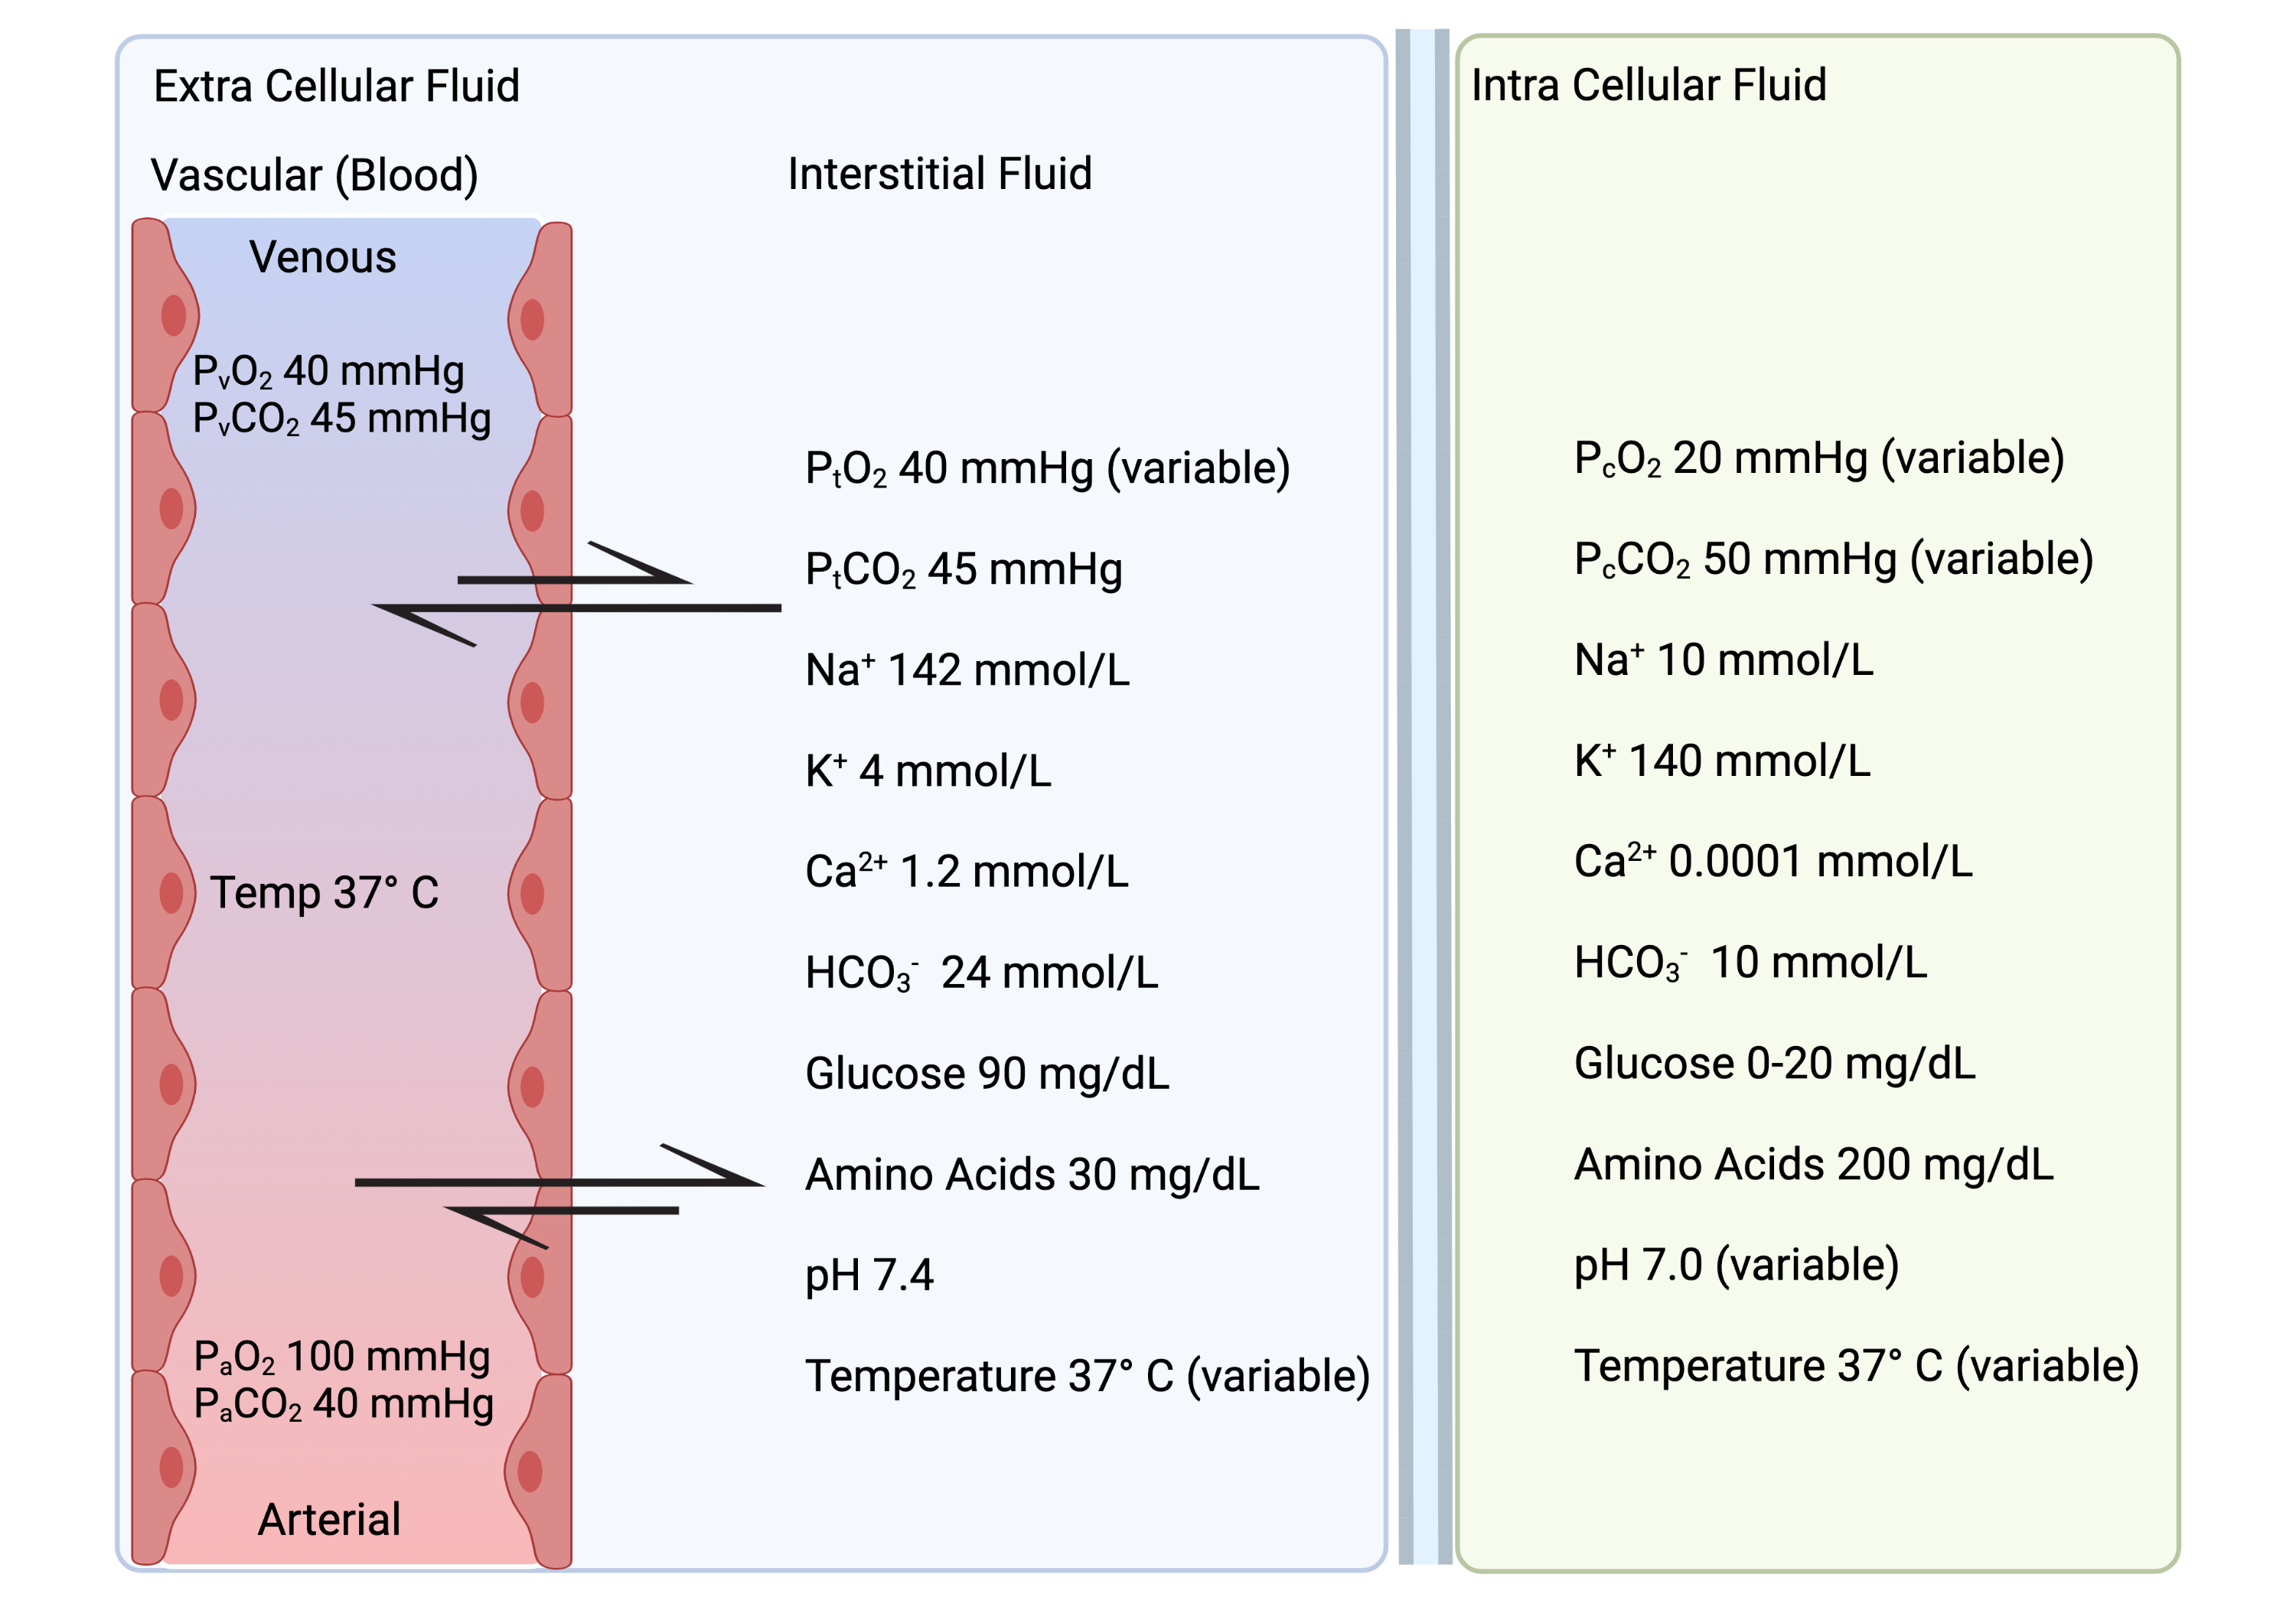 Extra Cellular Fluid
Vascular (Blood)
Venous
PᵥO₂ 40 mmHg
PᵥCO₂ 45 mmHg
Temp 37° C
PₐO₂ 100 mmHg
PₐCO₂ 40 mmHg
Arterial
Interstitial Fluid
PₜO₂ 40 mmHg (variable)
PₜCO₂ 45 mmHg
Na⁺ 142 mmol/L
K⁺ 4 mmol/L
Ca²⁺ 1.2 mmol/L
HCO₃⁻ 24 mmol/L
Glucose 90 mg/dL
Amino Acids 30 mg/dL
pH 7.4
Temperature 37° C (variable)
Intra Cellular Fluid
PcO₂ 20 mmHg (variable)
PcCO₂ 50 mmHg (variable)
Na⁺ 10 mmol/L
K⁺ 140 mmol/L
Ca²⁺ 0.0001 mmol/L
HCO₃⁻ 10 mmol/L
Glucose 0-20 mg/dL
Amino Acids 200 mg/dL
pH 7.0 (variable)
Temperature 37° C (variable)